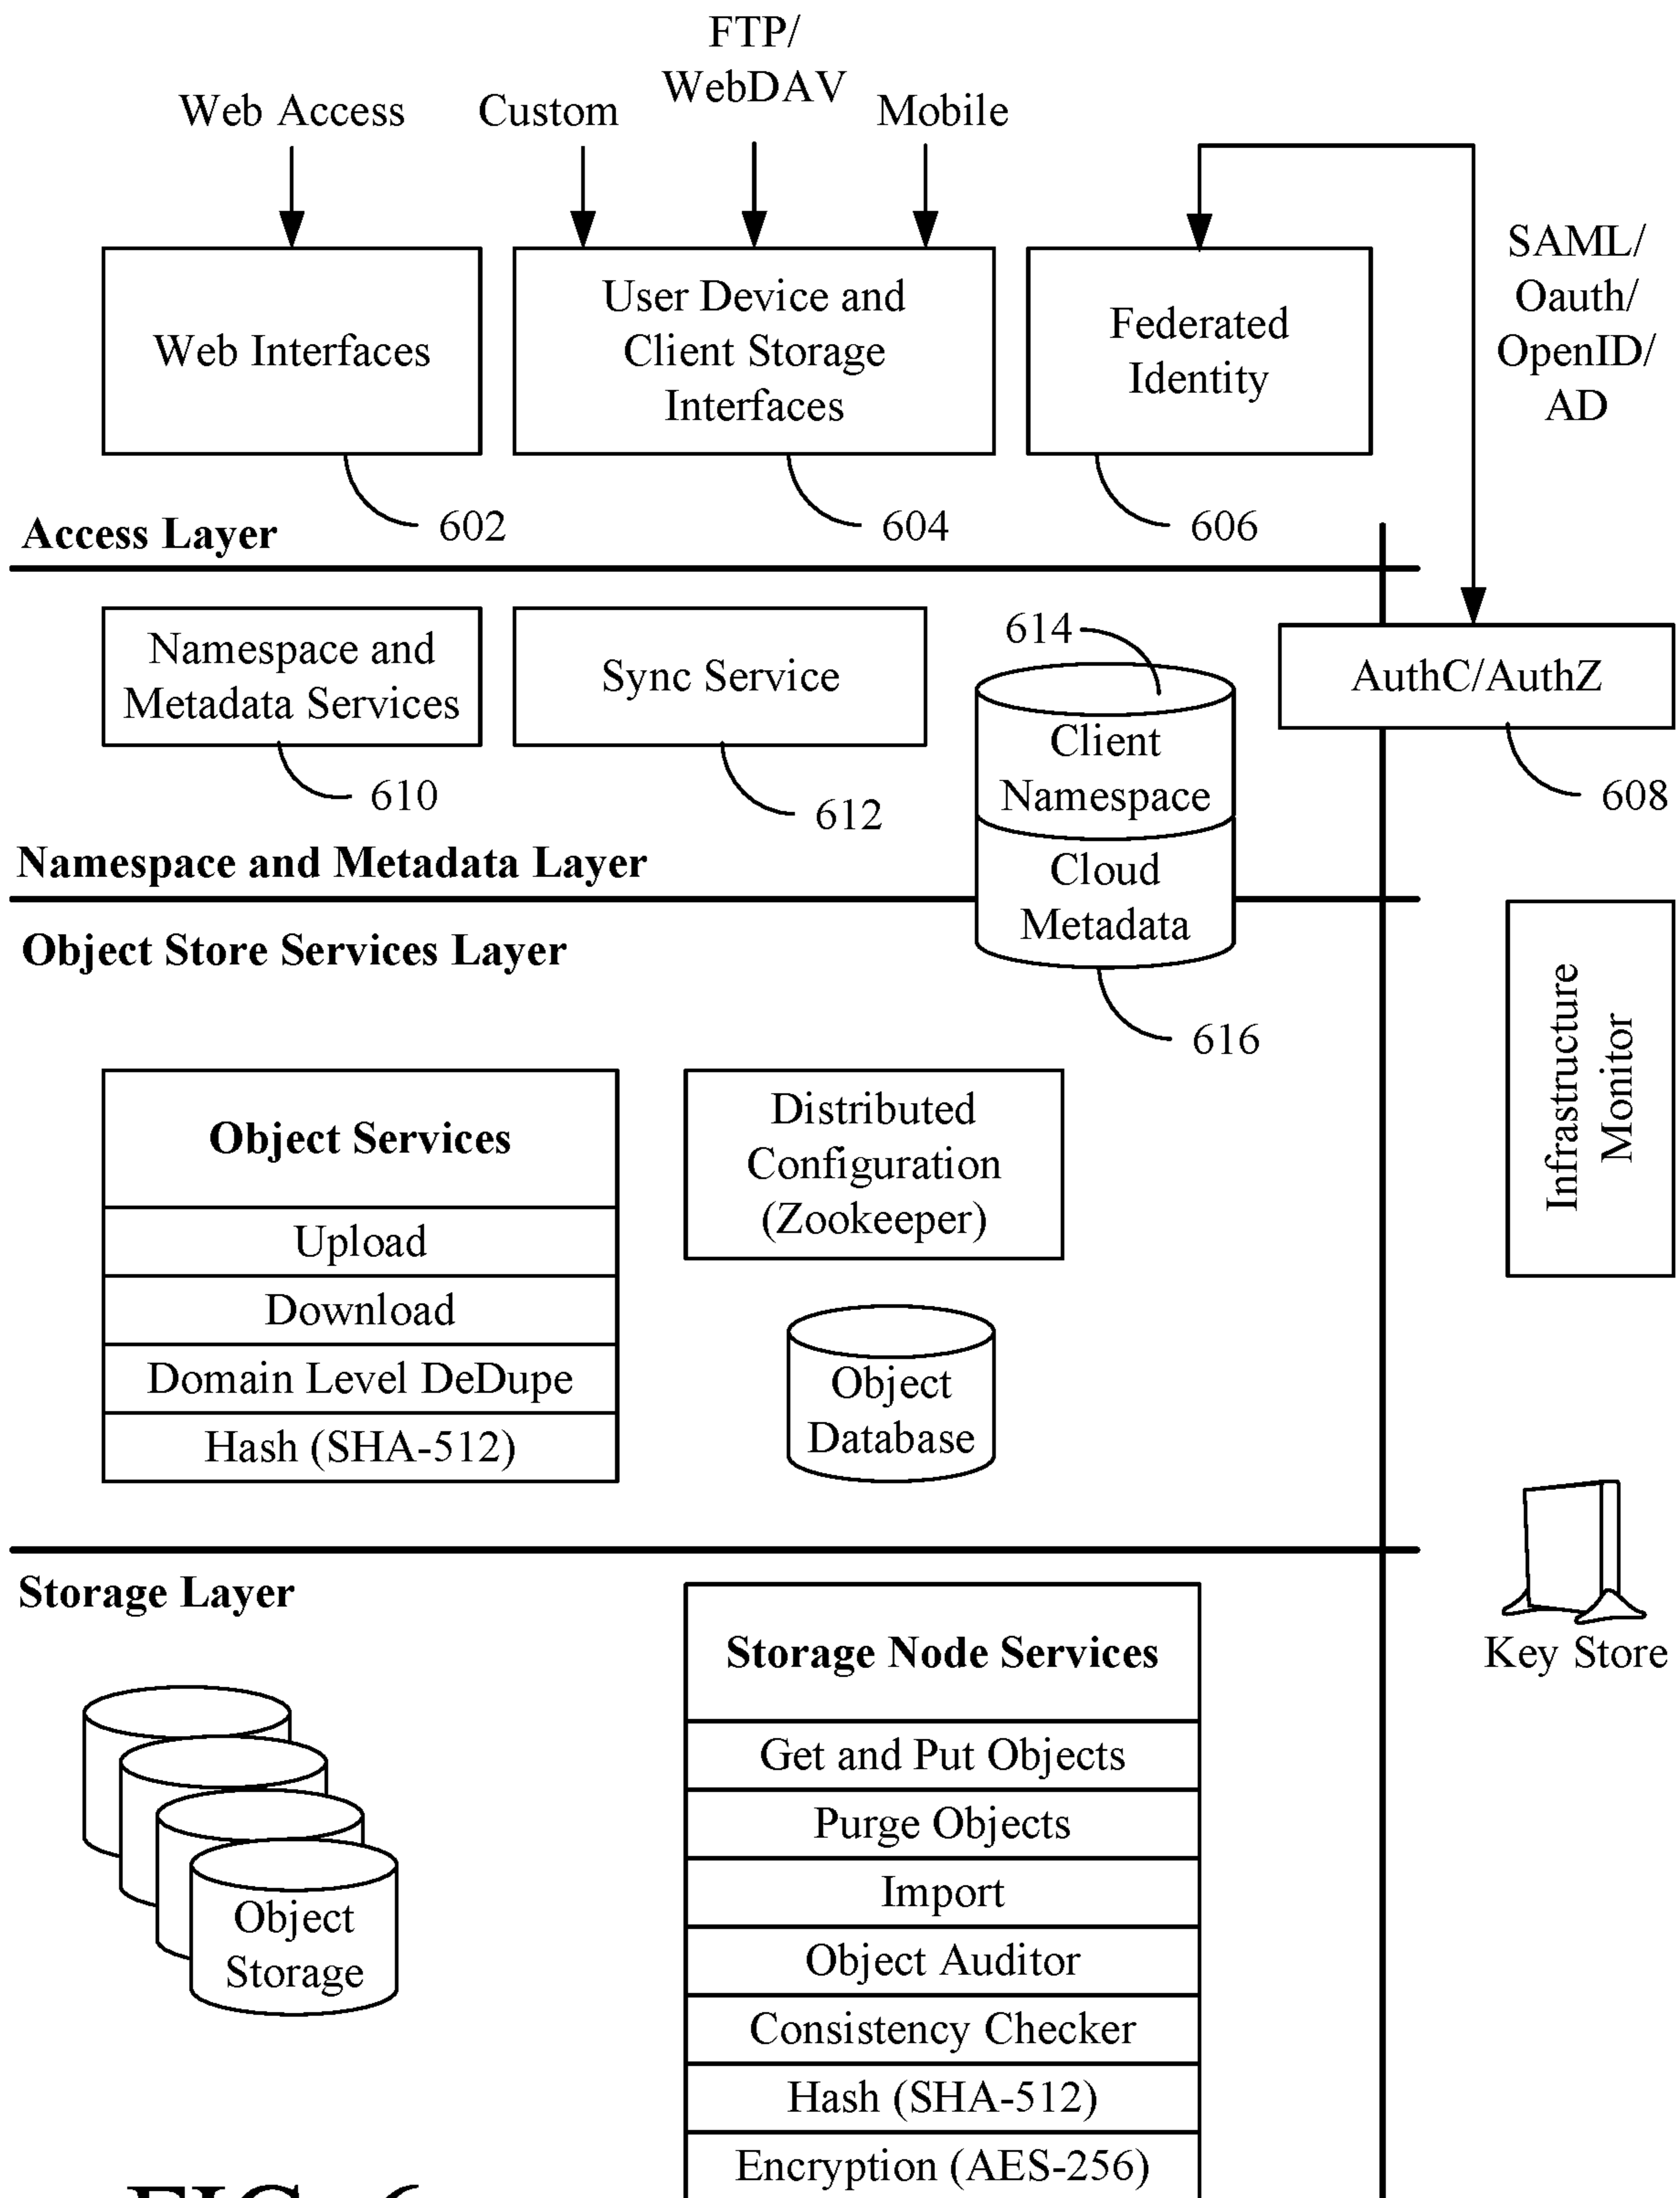 FTP/
WebDAV
Web Access
Custom
Mobile
SAML/
Oauth/
OpenID/
AD
Web Interfaces
User Device and
Client Storage
Interfaces
Federated
Identity
602
604
606
Access Layer
Namespace and
Metadata Services
Sync Service
614
AuthC/AuthZ
Client
Namespace
610
612
608
Namespace and Metadata Layer
Cloud
Metadata
Object Store Services Layer
616
Infrastructure
Monitor
Object Services
Upload
Download
Domain Level DeDupe
Hash (SHA-512)
Distributed
Configuration
(Zookeeper)
Object
Database
Storage Layer
Key Store
Object
Storage
Storage Node Services
Get and Put Objects
Purge Objects
Import
Object Auditor
Consistency Checker
Hash (SHA-512)
Encryption (AES-256)
FIG. 6